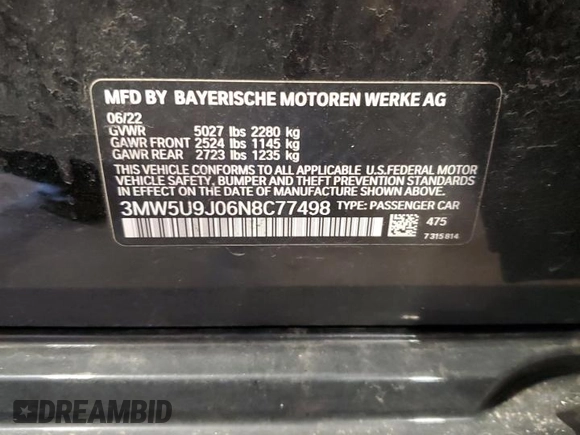 MFD BY BAYERISCHE MOTOREN WERKE AG
06/22
GVWR 5027 lbs 2280 kg
GAWR FRONT 2524 lbs 1145 kg
GAWR REAR 2723 lbs 1235 kg
THIS VEHICLE CONFORMS TO ALL APPLICABLE U.S.FEDERAL MOTOR
VEHICLE SAFETY, BUMPER AND THEFT PREVENTION STANDARDS
IN EFFECT ON THE DATE OF MANUFACTURE SHOWN ABOVE.
3MW5U9J06N8C77498 TYPE: PASSENGER CAR
475
7 315 814
DREAMBID